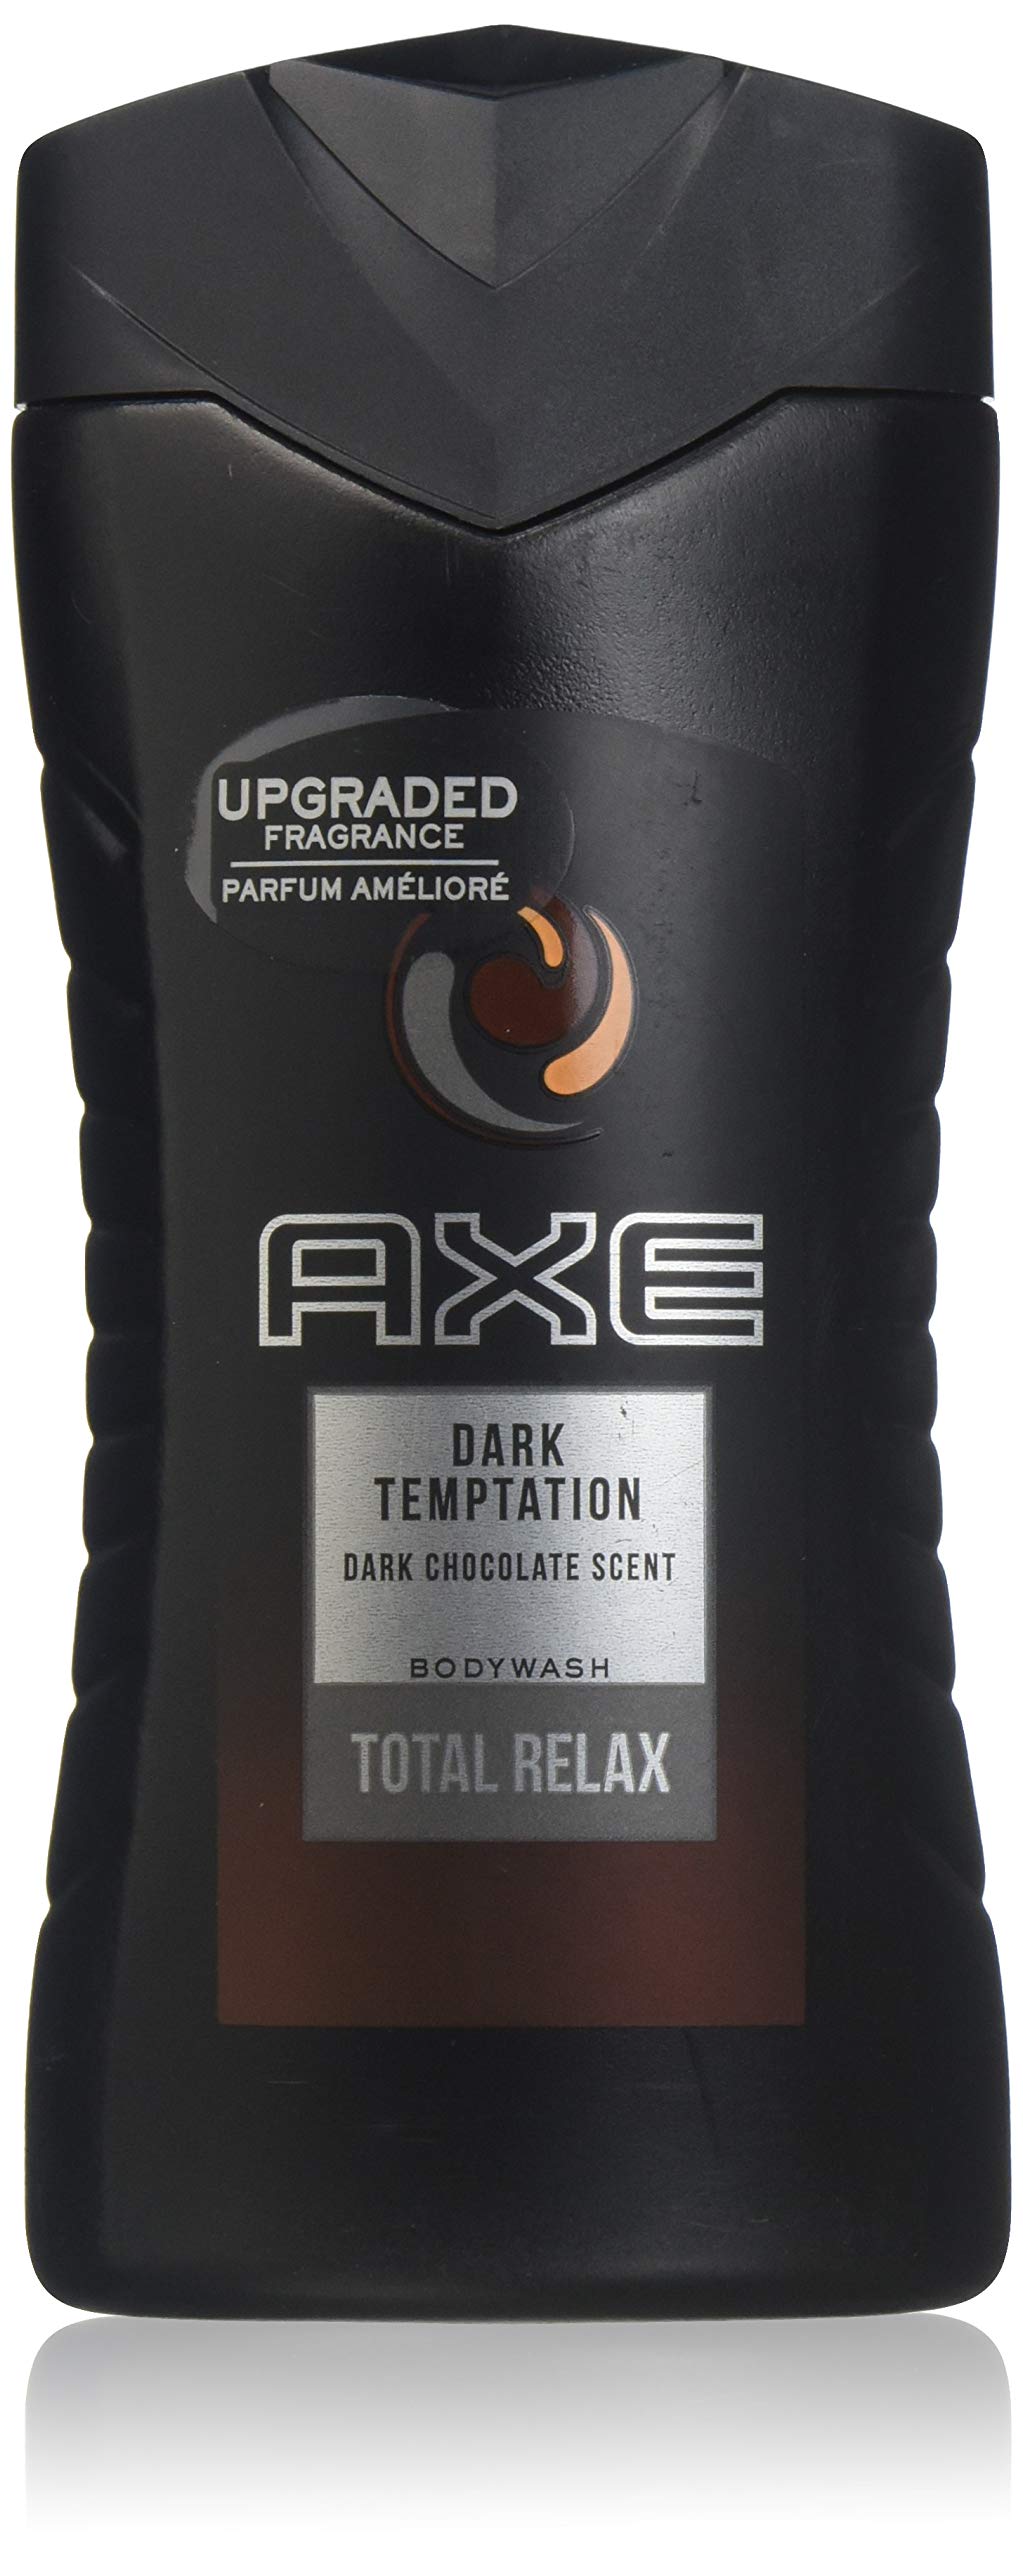 UPGRADED
FRAGRANCE
PARFUM AMÉLIORÉ
AXE
DARK
TEMPTATION
DARK CHOCOLATE SCENT
BODYWASH
TOTAL RELAX